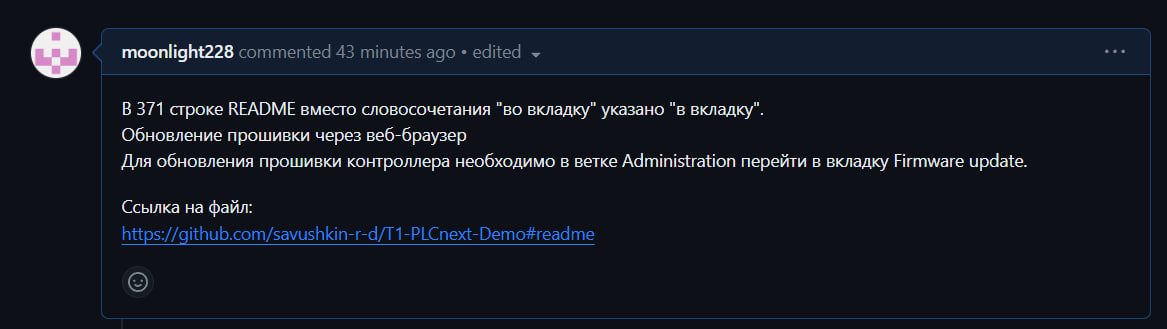 moonlight228 commented 43 minutes ago • edited
В 371 строке README вместо словосочетания "во вкладку" указано "в вкладку".
Обновление прошивки через веб-браузер
Для обновления прошивки контроллера необходимо в ветке Administration перейти в вкладку Firmware update.
Ссылка на файл:
https://github.com/savushkin-r-d/T1-PLCnext-Demo#readme